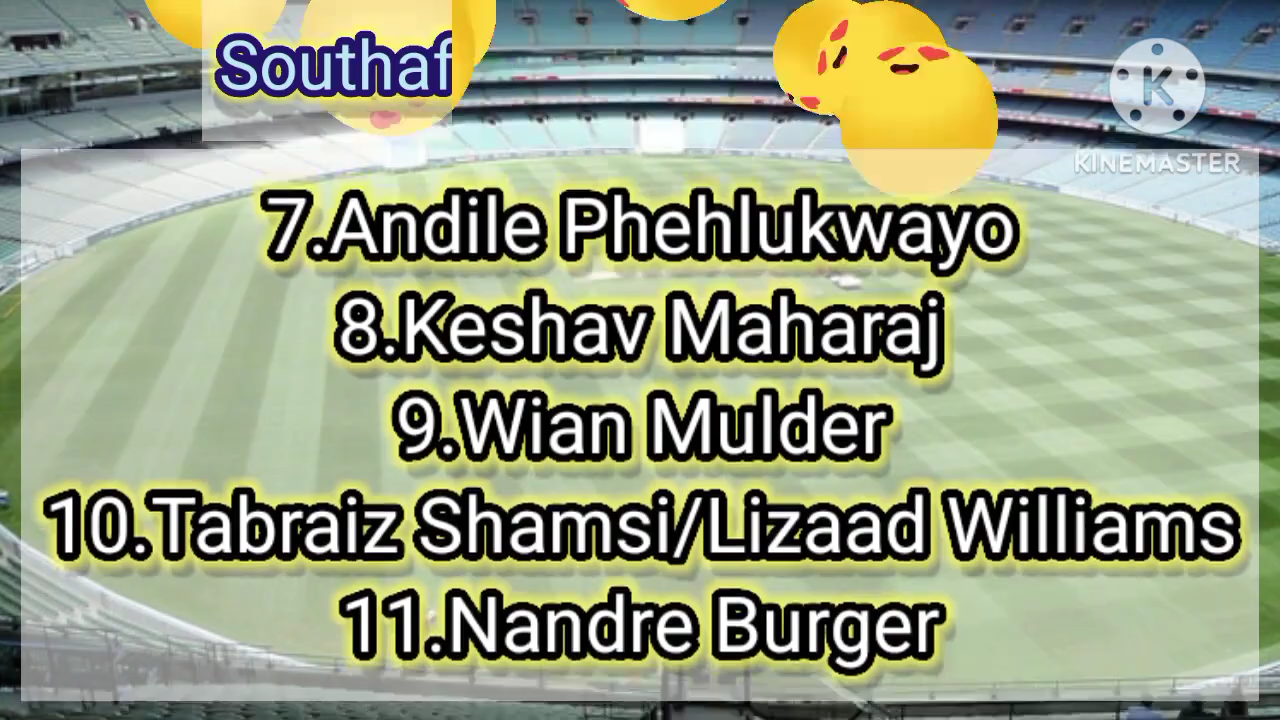 Southaf
K
KINEMASTER
7.Andile Phehlukwayo
8.Keshav Maharaj
9.Wian Mulder
10.Tabraiz Shamsi/Lizaad Williams
11.Nandre Burger